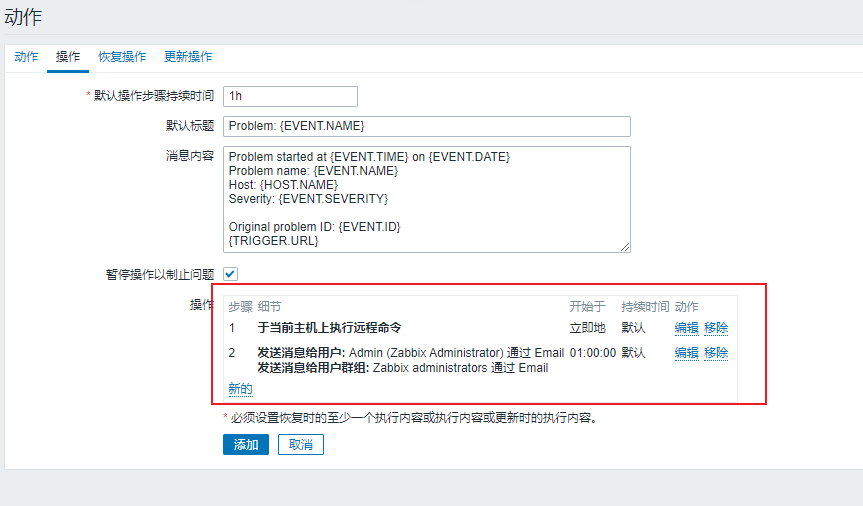 动作
动作 操作 恢复操作 更新操作
* 默认操作步骤持续时间 1h
默认标题 Problem: {EVENT.NAME}
消息内容 Problem started at {EVENT.TIME} on {EVENT.DATE}
Problem name: {EVENT.NAME}
Host: {HOST.NAME}
Severity: {EVENT.SEVERITY}
Original problem ID: {EVENT.ID}
{TRIGGER.URL}
暂停操作以制止问题
操作 步骤 细节 开始于 持续时间 动作
1 于当前主机上执行远程命令 立即地 默认 编辑 移除
2 发送消息给用户: Admin (Zabbix Administrator) 通过 Email 01:00:00 默认 编辑 移除
发送消息给用户群组: Zabbix administrators 通过 Email
新的
* 必须设置恢复时的至少一个执行内容或执行内容或更新时的执行内容。
添加 取消